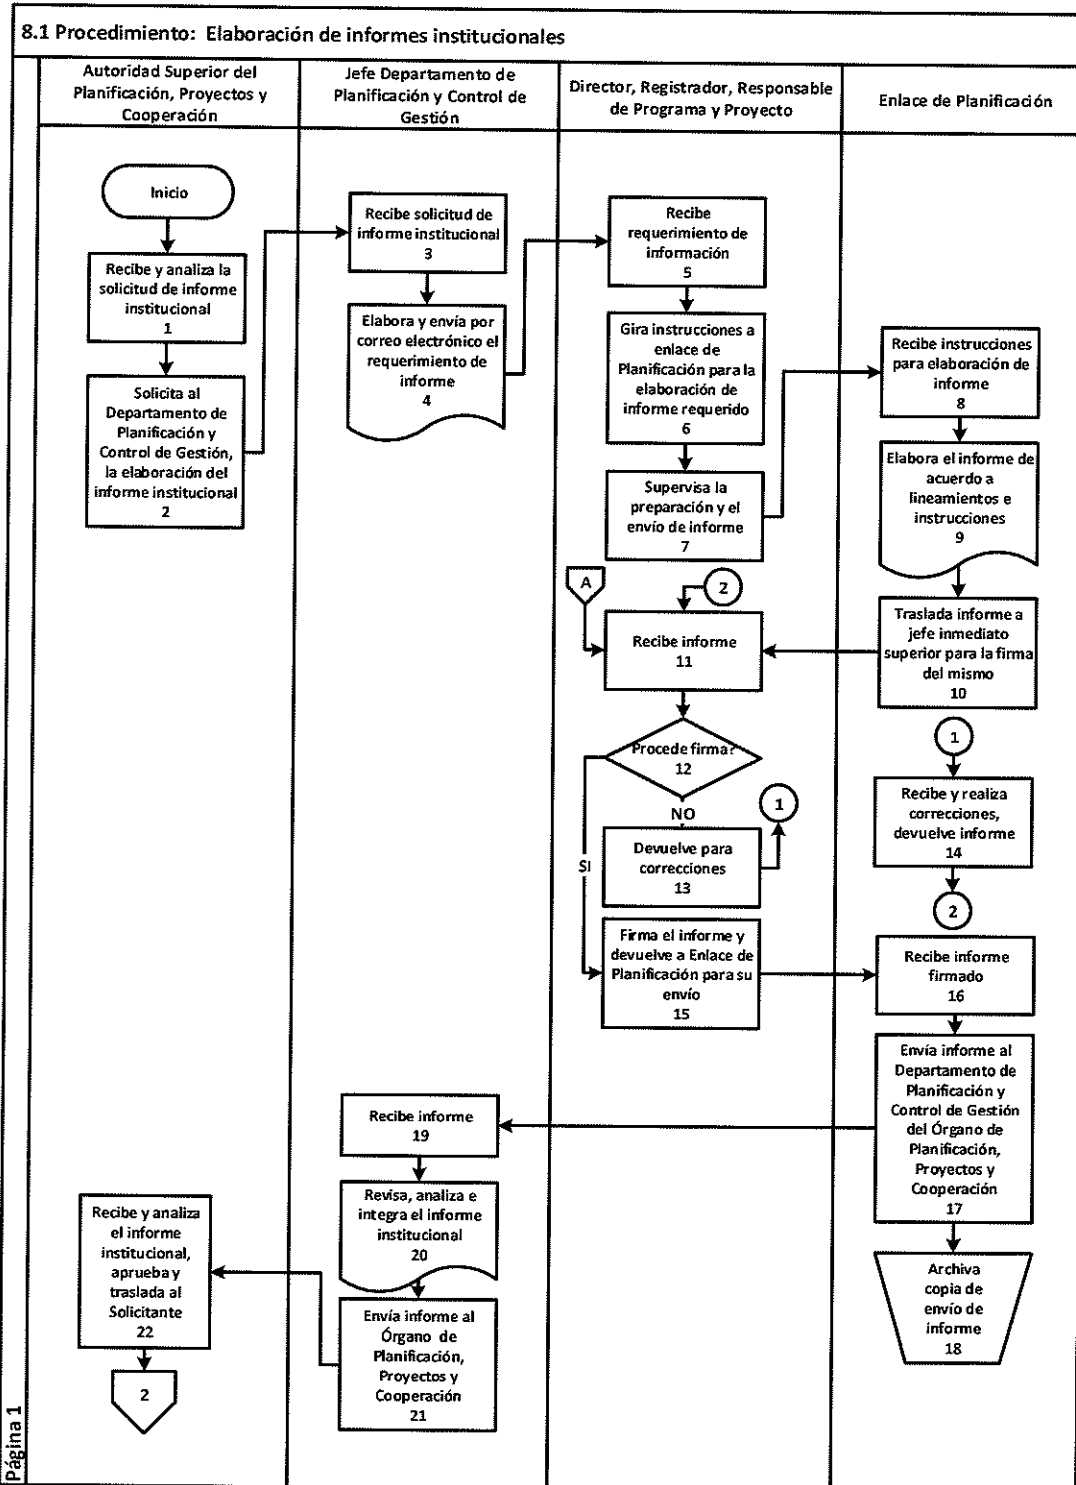 8.1 Procedimiento:  Elaboración de informes institucionales
Autoridad Superior del
Planificación, Proyectos y
Cooperación
Jefe Departamento de
Planificación y Control de
Gestión
Director, Registrador, Responsable
de Programa y Proyecto
Enlace de Planificación
Inicio
Recibe y analiza la
solicitud de informe
institucional
1
Solicita al
Departamento de
Planificación y
Control de Gestión,
la elaboración del
informe institucional
2
Recibe solicitud de
informe institucional
3
Elabora y envía por
correo electrónico el
requerimiento de
informe
4
Recibe
requerimiento de
información
5
Gira instrucciones a
enlace de
Planificación para la
elaboración de
informe requerido
6
Supervisa la
preparación y el
envío de informe
7
Recibe instrucciones
para elaboración de
informe
8
Elabora el informe de
acuerdo a
lineamientos e
instrucciones
9
Traslada informe a
jefe inmediato
superior para la firma
del mismo
10
A
2
Recibe informe
11
Procede firma?
12
NO
SI
Devuelve para
correcciones
13
1
1
Recibe y realiza
correcciones,
devuelve informe
14
2
Firma el informe y
devuelve a Enlace de
Planificación para su
envío
15
Recibe informe
firmado
16
Envía informe al
Departamento de
Planificación y
Control de Gestión
del Órgano de
Planificación,
Proyectos y
Cooperación
17
Archiva
copia de
envío de
informe
18
Recibe informe
19
Revisa, analiza e
integra el informe
institucional
20
Envía informe al
Órgano de
Planificación,
Proyectos y
Cooperación
21
Recibe y analiza
el informe
institucional,
aprueba y
traslada al
Solicitante
22
2
Página 1